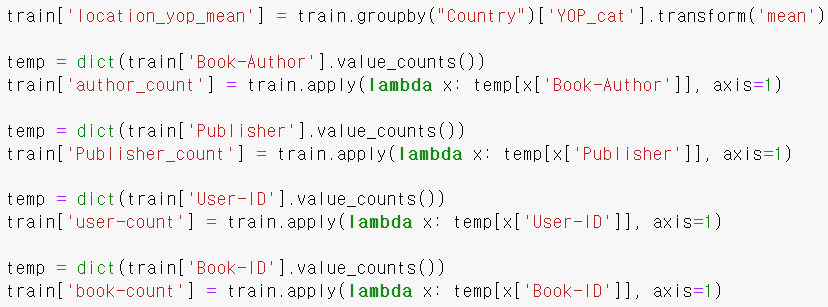 train['location_yop_mean'] = train.groupby("Country")['YOP_cat'].transform('mean')
temp = dict(train['Book-Author'].value_counts())
train['author_count'] = train.apply(lambda x: temp[x['Book-Author']], axis=1)
temp = dict(train['Publisher'].value_counts())
train['Publisher_count'] = train.apply(lambda x: temp[x['Publisher']], axis=1)
temp = dict(train['User-ID'].value_counts())
train['user-count'] = train.apply(lambda x: temp[x['User-ID']], axis=1)
temp = dict(train['Book-ID'].value_counts())
train['book-count'] = train.apply(lambda x: temp[x['Book-ID']], axis=1)